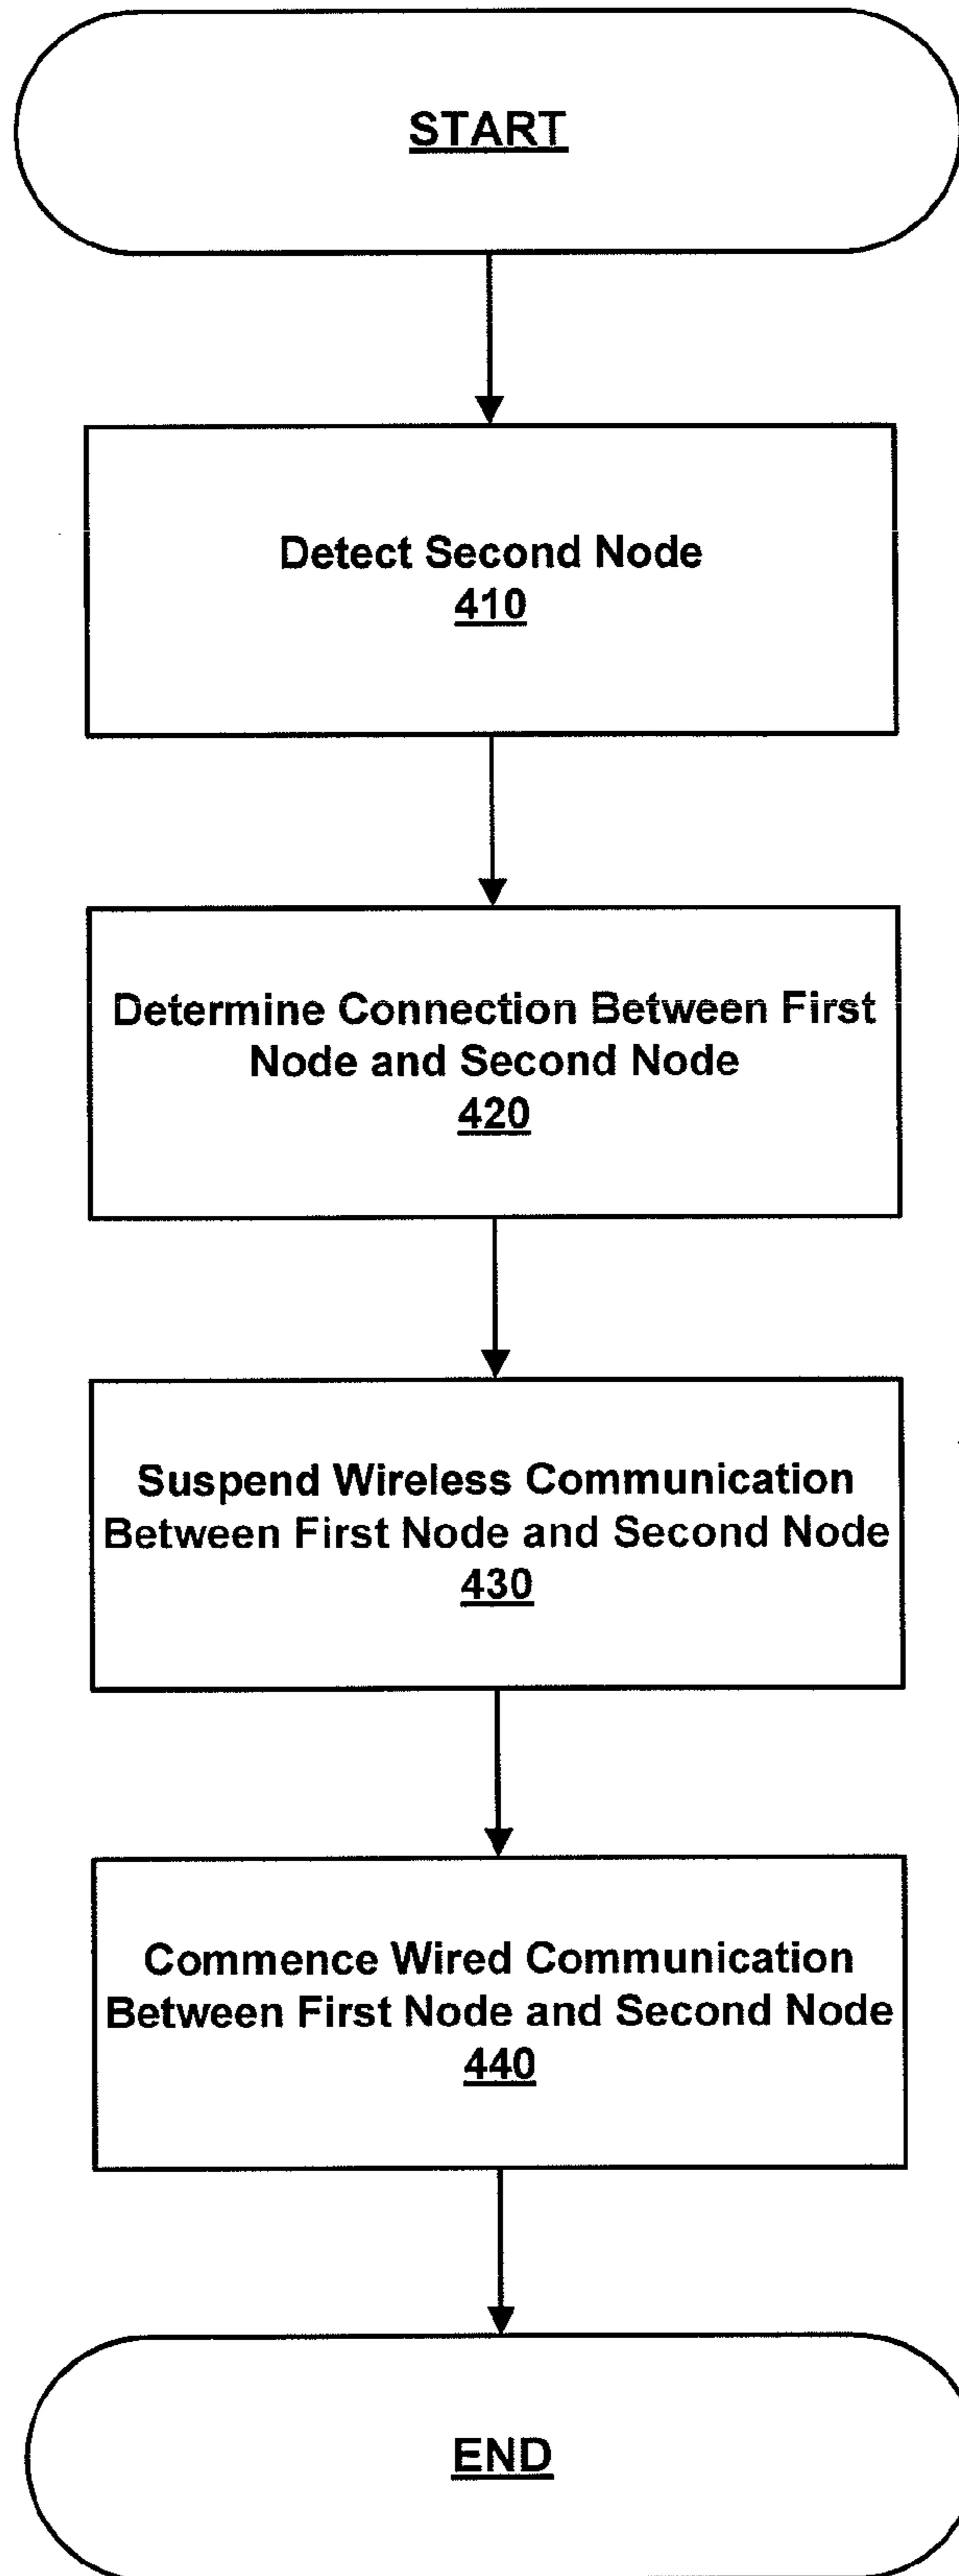 START
Detect Second Node
410
Determine Connection Between First
Node and Second Node
420
Suspend Wireless Communication
Between First Node and Second Node
430
Commence Wired Communication
Between First Node and Second Node
440
END